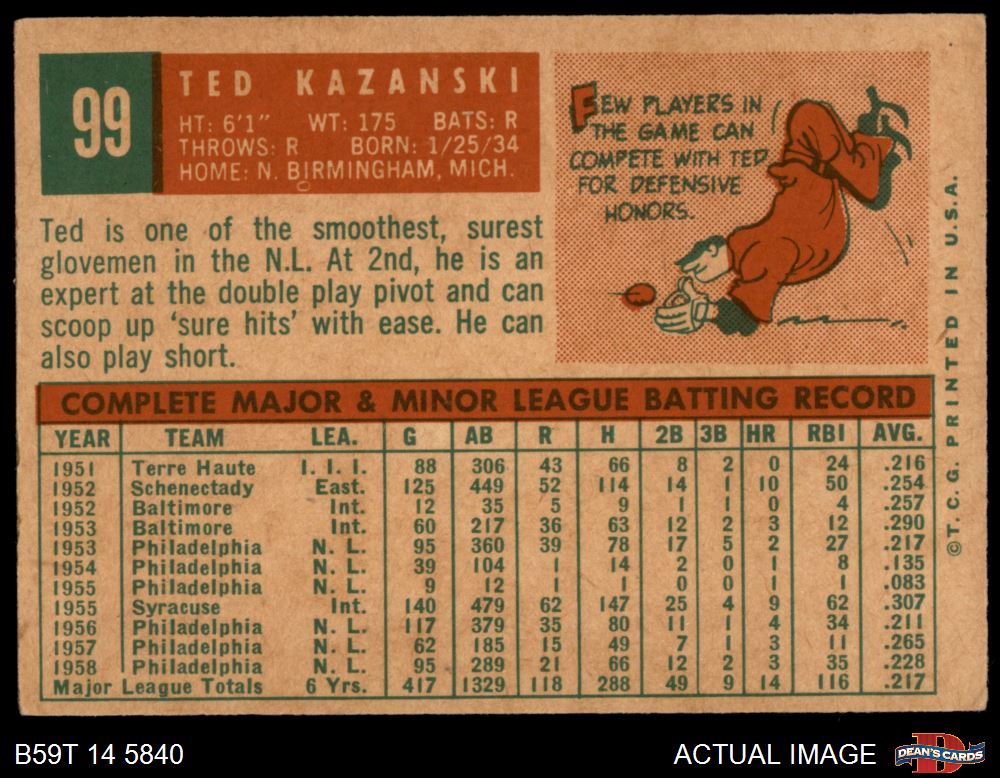 99
TED KAZANSKI
HT: 6'1" WT: 175 BATS: R
THROWS: R BORN: 1/25/34
HOME: N. BIRMINGHAM, MICH.
FEW PLAYERS IN
THE GAME CAN
COMPETE WITH TED
FOR DEFENSIVE
HONORS.
Ted is one of the smoothest, surest
glovemen in the N.L. At 2nd, he is an
expert at the double play pivot and can
scoop up 'sure hits' with ease. He can
also play short.
COMPLETE MAJOR & MINOR LEAGUE BATTING RECORD
YEAR TEAM LEA. G AB R H 2B 3B HR RBI AVG.
1951 Terre Haute I. I. I. 88 306 43 66 8 2 0 24 .216
1952 Schenectady East. 125 449 52 114 14 1 10 50 .254
1952 Baltimore Int. 12 35 5 9 1 1 0 4 .257
1953 Baltimore Int. 60 217 36 63 12 2 3 12 .290
1953 Philadelphia N. L. 95 360 39 78 17 5 2 27 .217
1954 Philadelphia N. L. 39 104 1 14 2 0 1 8 .135
1955 Philadelphia N. L. 9 12 1 1 0 0 1 1 .083
1955 Syracuse Int. 140 479 62 147 25 4 9 62 .307
1956 Philadelphia N. L. 117 379 35 80 11 1 4 34 .211
1957 Philadelphia N. L. 62 185 15 49 7 1 3 11 .265
1958 Philadelphia N. L. 95 289 21 66 12 2 3 35 .228
Major League Totals 6 Yrs. 417 1329 118 288 49 9 14 116 .217
©T.C.G. PRINTED IN U.S.A.
B59T 14 5840
ACTUAL IMAGE
DEAN'S CARDS